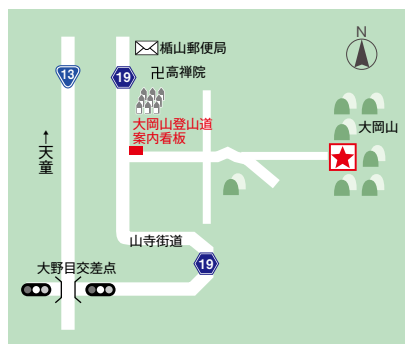 楯山郵便局
N
13
19
卍高禅院
大岡山登山道
案内看板
大岡山
↑天童
山寺街道
大野目交差点
19